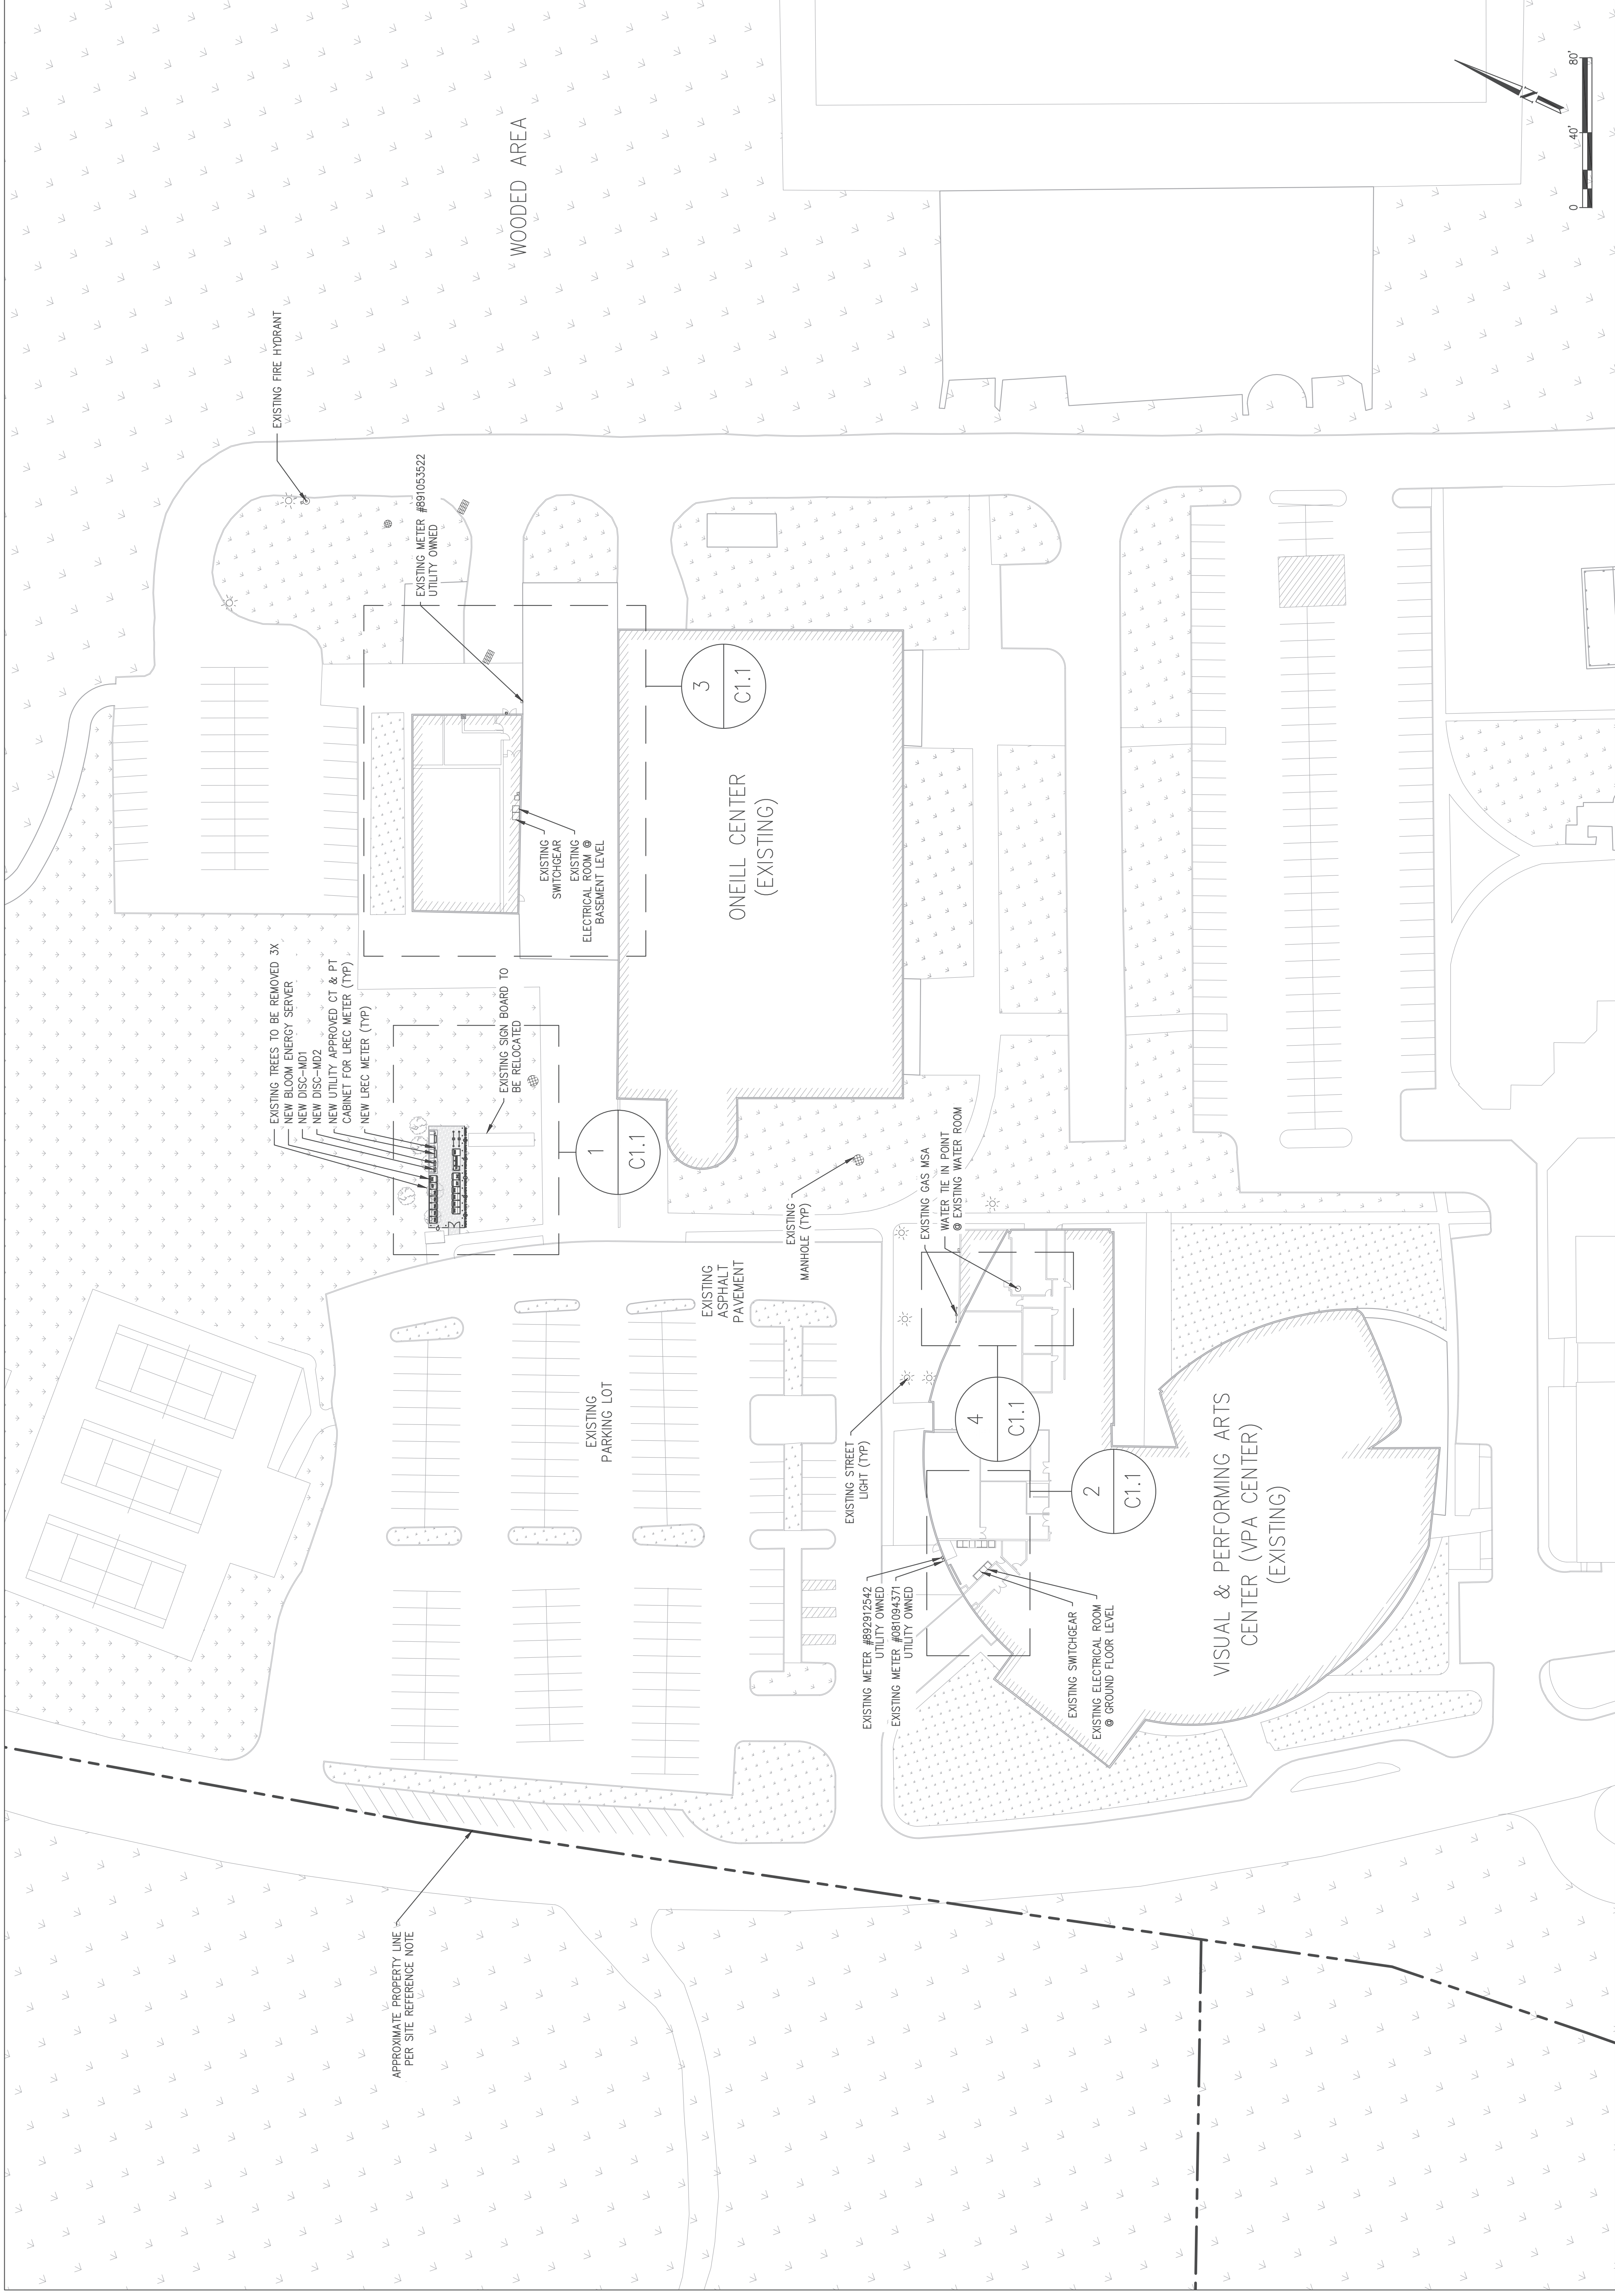 EXISTING TREES TO BE REMOVED 3X
NEW BLOOM ENERGY SERVER
NEW DISC-MD1
NEW DISC-MD2
NEW UTILITY APPROVED CT & PT
CABINET FOR LREC METER (TYP)
NEW LREC METER (TYP)
EXISTING FIRE HYDRANT
WOODED AREA
EXISTING METER #891053522
UTILITY OWNED
EXISTING
SWITCHGEAR
EXISTING
ELECTRICAL ROOM @
BASEMENT LEVEL
EXISTING SIGN BOARD TO
BE RELOCATED
1
C1.1
3
C1.1
ONEILL CENTER
(EXISTING)
APPROXIMATE PROPERTY LINE
PER SITE REFERENCE NOTE
EXISTING
PARKING LOT
EXISTING
ASPHALT
PAVEMENT
EXISTING
MANHOLE (TYP)
EXISTING STREET
LIGHT (TYP)
EXISTING METER #892912542
UTILITY OWNED
EXISTING METER #081094371
UTILITY OWNED
EXISTING GAS MSA
WATER TIE IN POINT
@ EXISTING WATER ROOM
4
C1.1
2
C1.1
EXISTING SWITCHGEAR
EXISTING ELECTRICAL ROOM
@ GROUND FLOOR LEVEL
VISUAL & PERFORMING ARTS
CENTER (VPA CENTER)
(EXISTING)
N
0
40'
80'